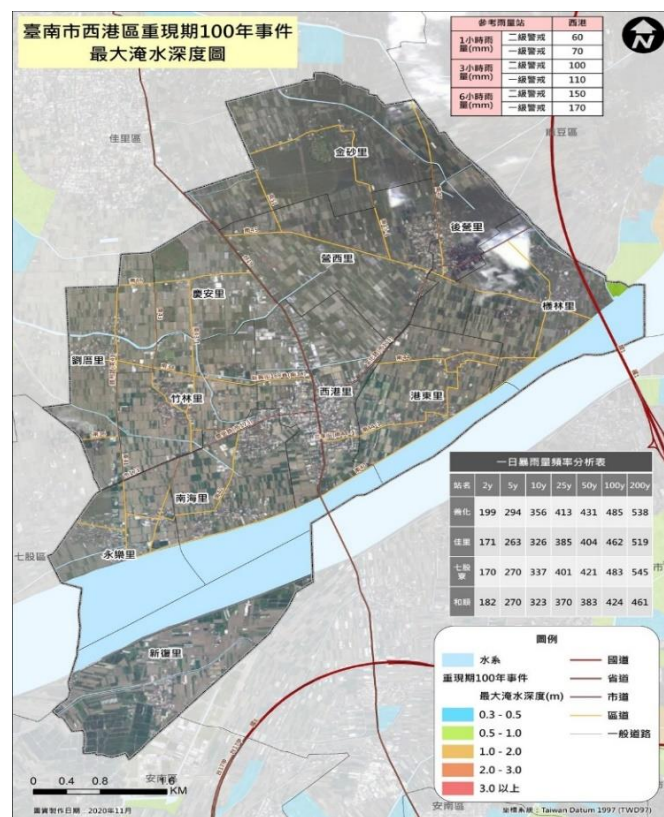 臺南市西港區重現期100年事件
最大淹水深度圖
參考雨量站 西港
1小時雨量(mm) 二級警戒 60
一級警戒 70
3小時雨量(mm) 二級警戒 100
一級警戒 110
6小時雨量(mm) 二級警戒 150
一級警戒 170
N
佳里區
金砂里
後營里
營西里
慶安里
檨林里
劉厝里
西港里
竹林里
港東里
南海里
七股區
永樂里
新復里
安南區
安南區
一日暴雨量頻率分析表
站名 2y 5y 10y 25y 50y 100y 200y
善化 199 294 356 413 431 485 538
佳里 171 263 326 385 404 462 519
七股寮 170 270 337 401 421 483 545
和順 182 270 323 370 383 424 461
圖例
水系
重現期100年事件
最大淹水深度(m)
0.3 - 0.5
0.5 - 1.0
1.0 - 2.0
2.0 - 3.0
3.0 以上
國道
省道
市道
區道
一般道路
0 0.4 0.8 1.6
KM
圖資製作日期：2020年11月
坐標系統：Taiwan Datum 1997 (TWD97)